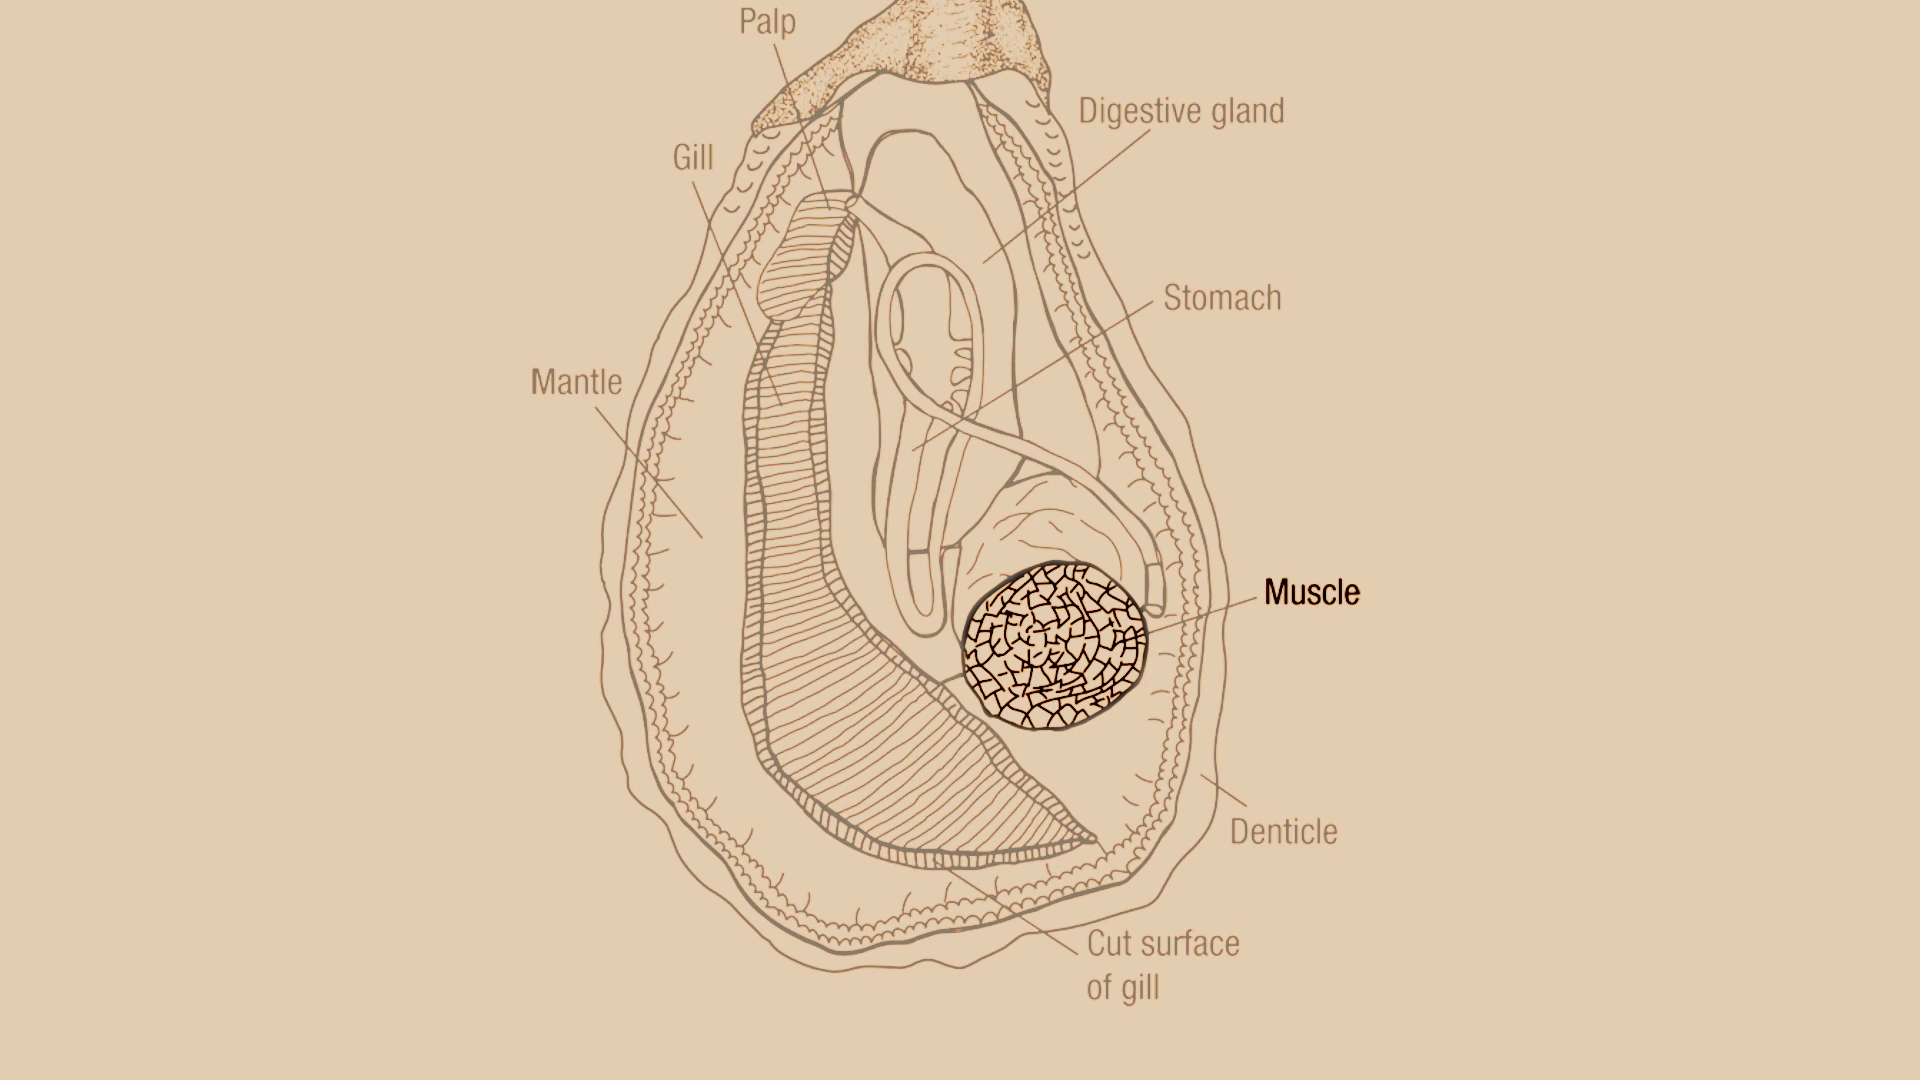 Palp
Digestive gland
Gill
Stomach
Mantle
Muscle
Denticle
Cut surface
of gill